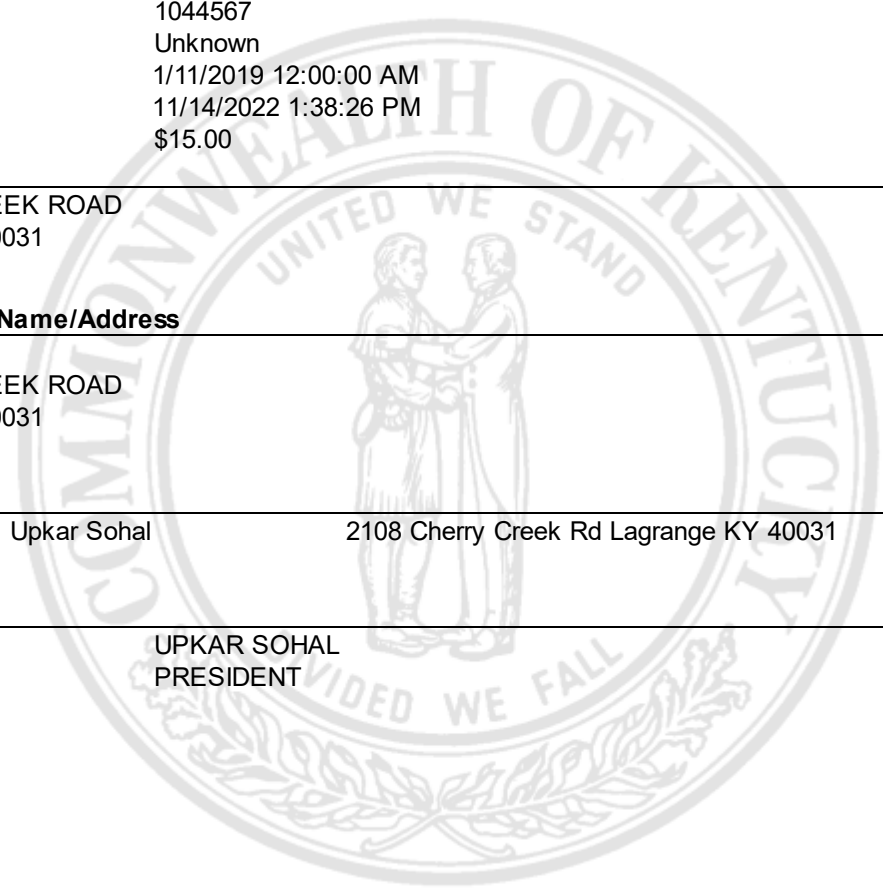 1044567
Unknown
1/11/2019 12:00:00 AM
11/14/2022 1:38:26 PM
$15.00
EEK ROAD
0031
Name/Address
EEK ROAD
0031
Upkar Sohal 2108 Cherry Creek Rd Lagrange KY 40031
UPKAR SOHAL
PRESIDENT
COMMONWEALTH OF KENTUCKY
UNITED WE STAND
DIVIDED WE FALL